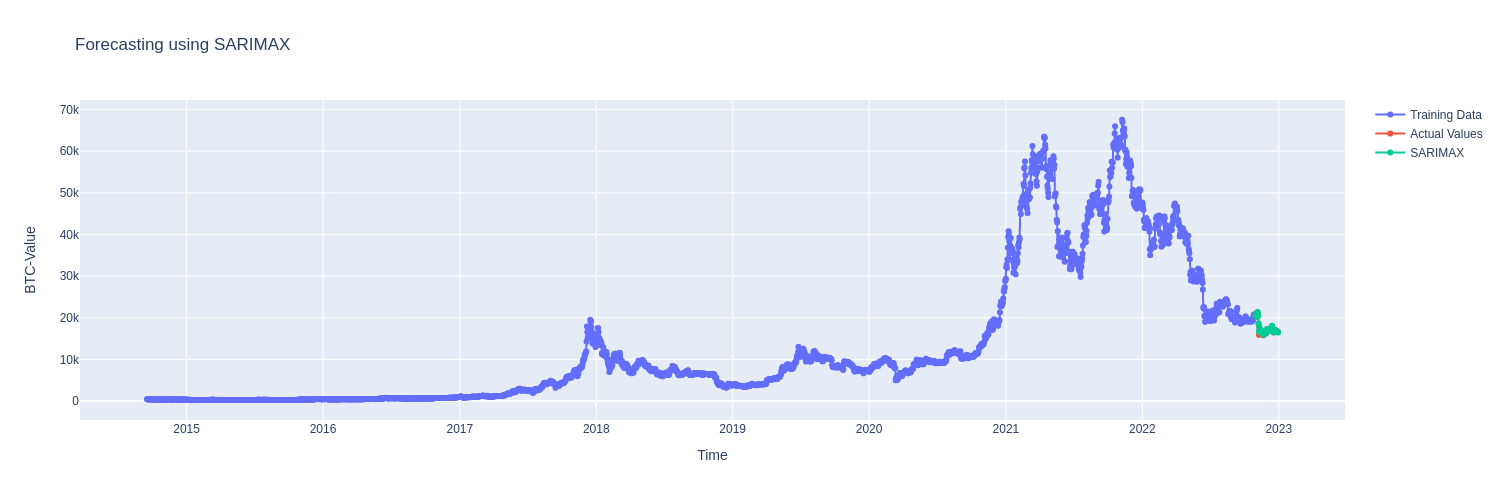 Forecasting using SARIMAX
70k
60k
50k
40k
30k
20k
10k
0
BTC-Value
2015 2016 2017 2018 2019 2020 2021 2022 2023
Time
Training Data
Actual Values
SARIMAX